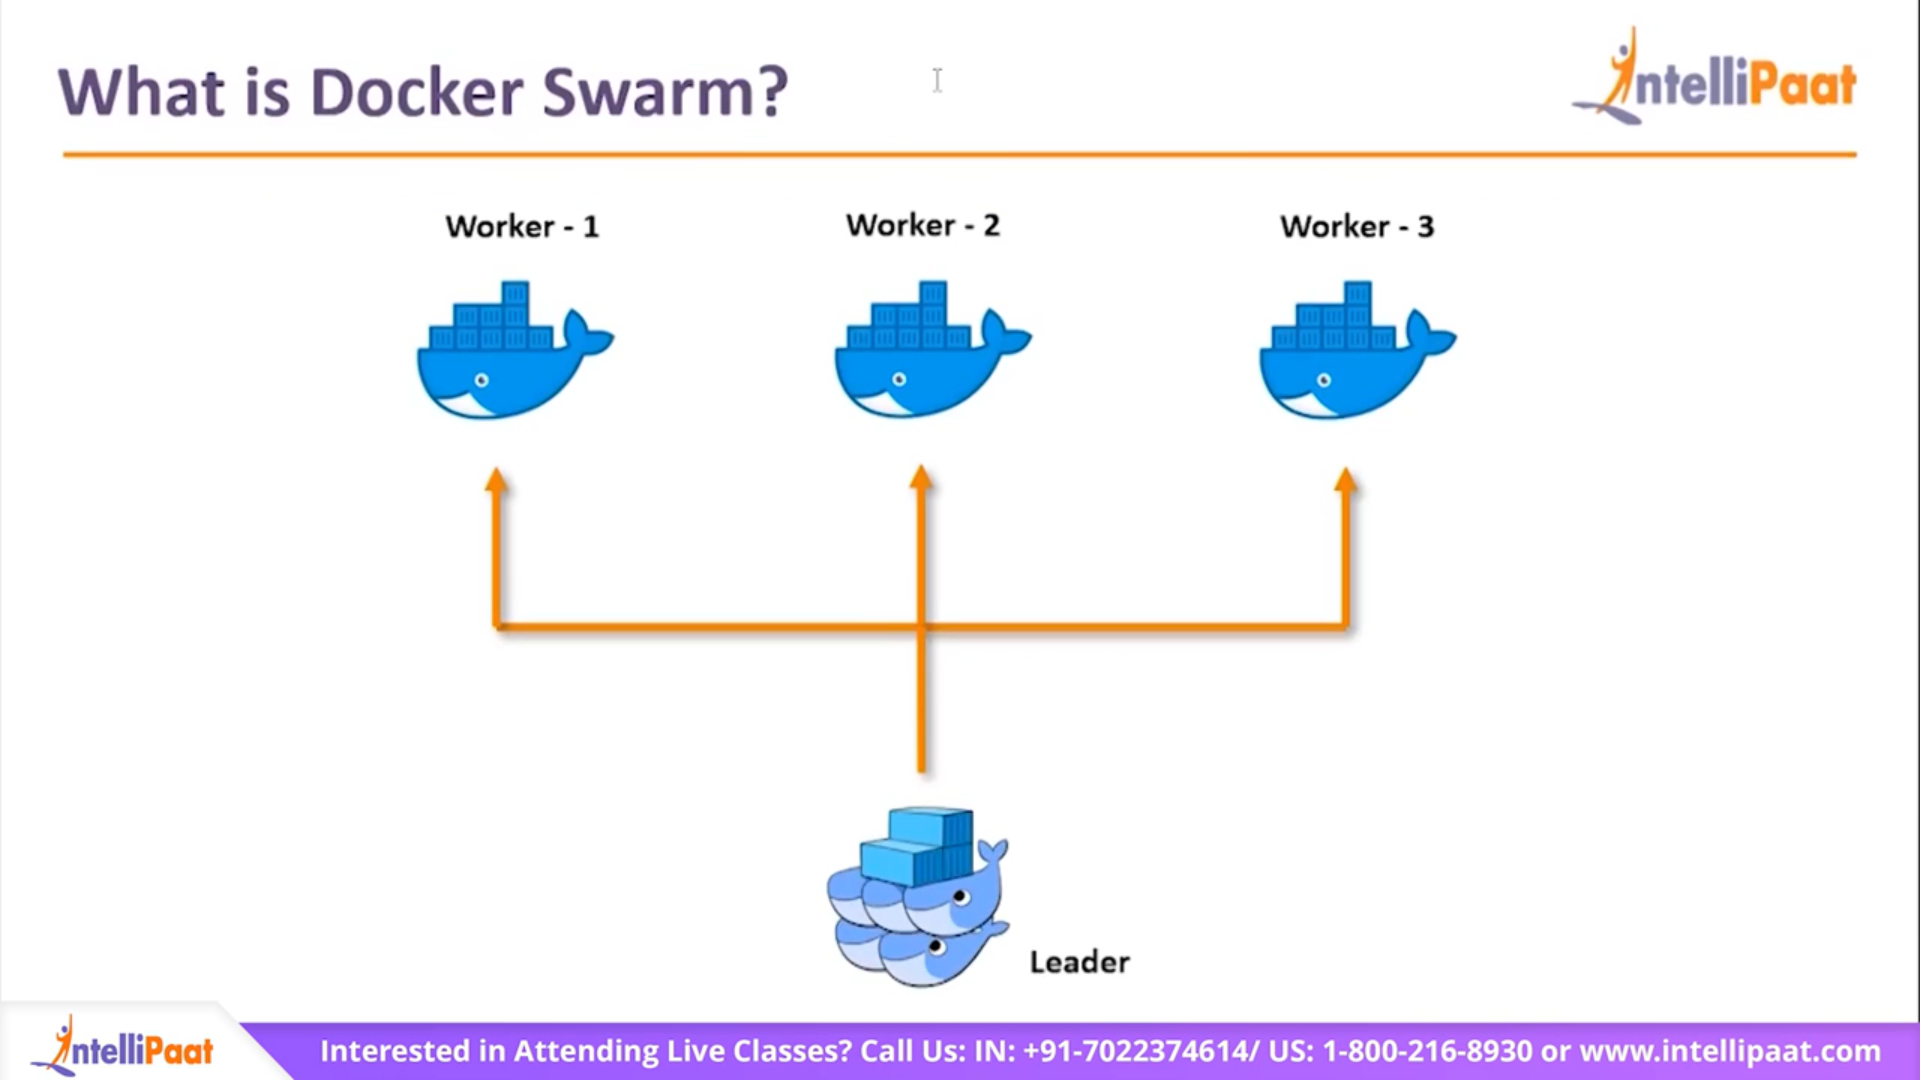 What is Docker Swarm?
IntelliPaat
Worker - 1
Worker - 2
Worker - 3
Leader
IntelliPaat
Interested in Attending Live Classes? Call Us: IN: +91-7022374614/ US: 1-800-216-8930 or www.intellipaat.com